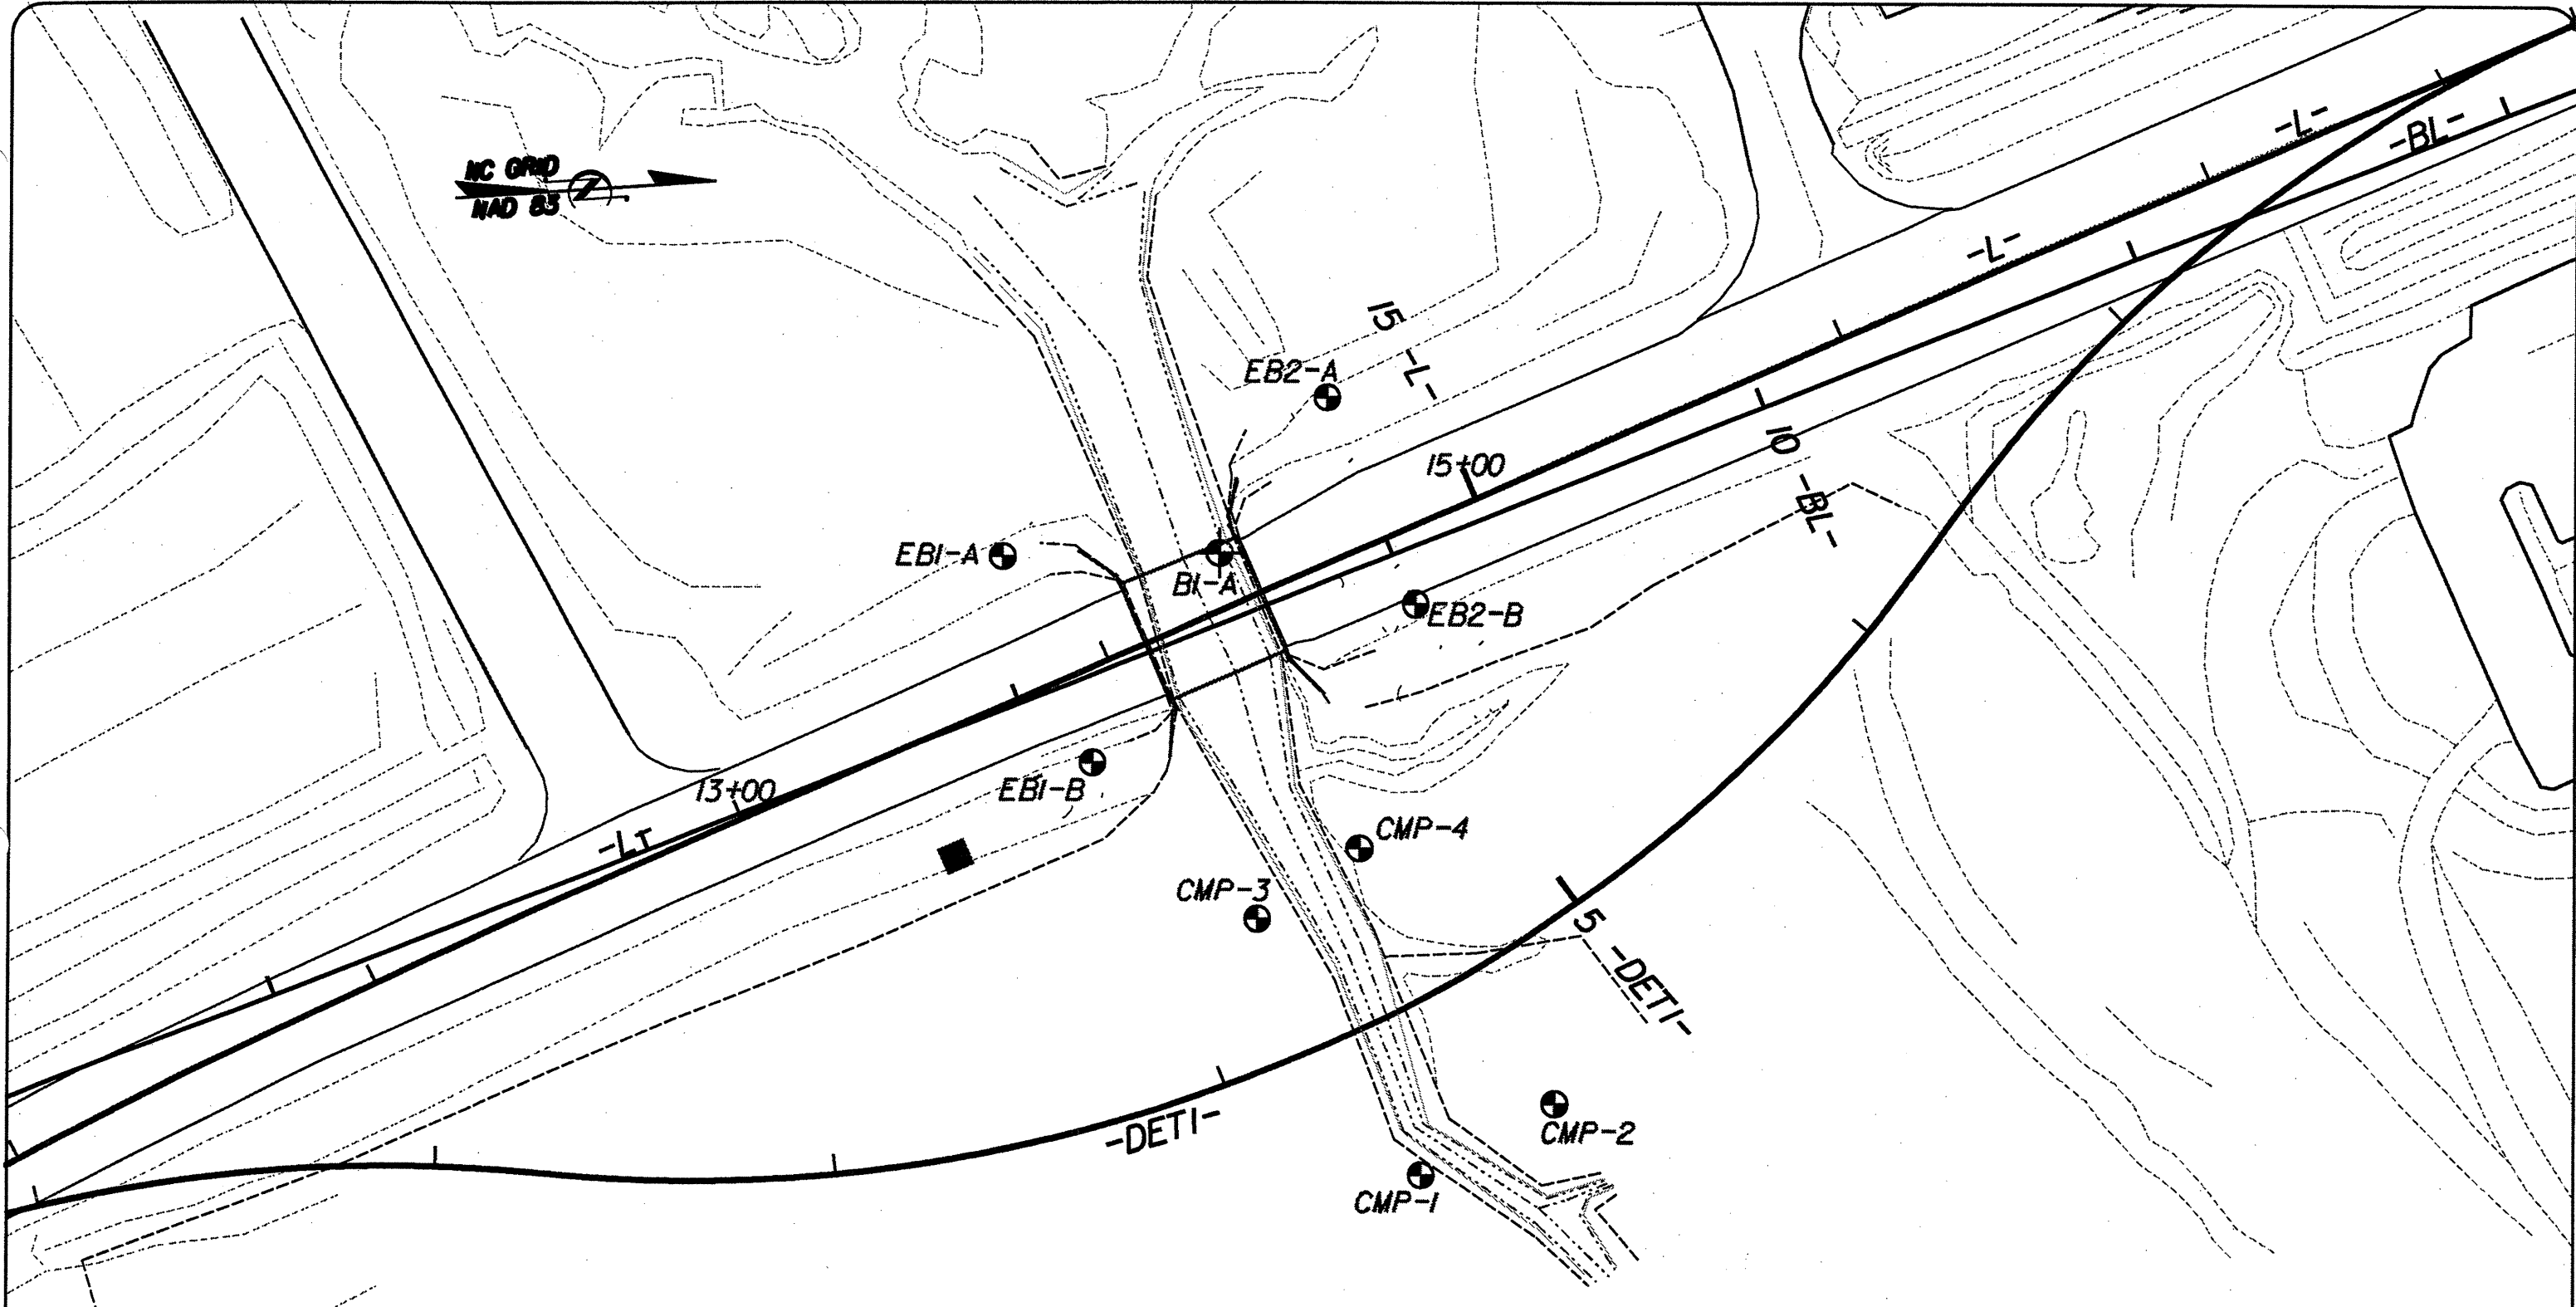 -L-
-BL-
NC GRID
NAD 83
-L-
15
-L-
EB2-A
10
-BL-
15+00
EB1-A
B1-A
EB2-B
EB1-B
13+00
-LT
CMP-4
CMP-3
5
-DET1-
-DET1-
CMP-2
CMP-1